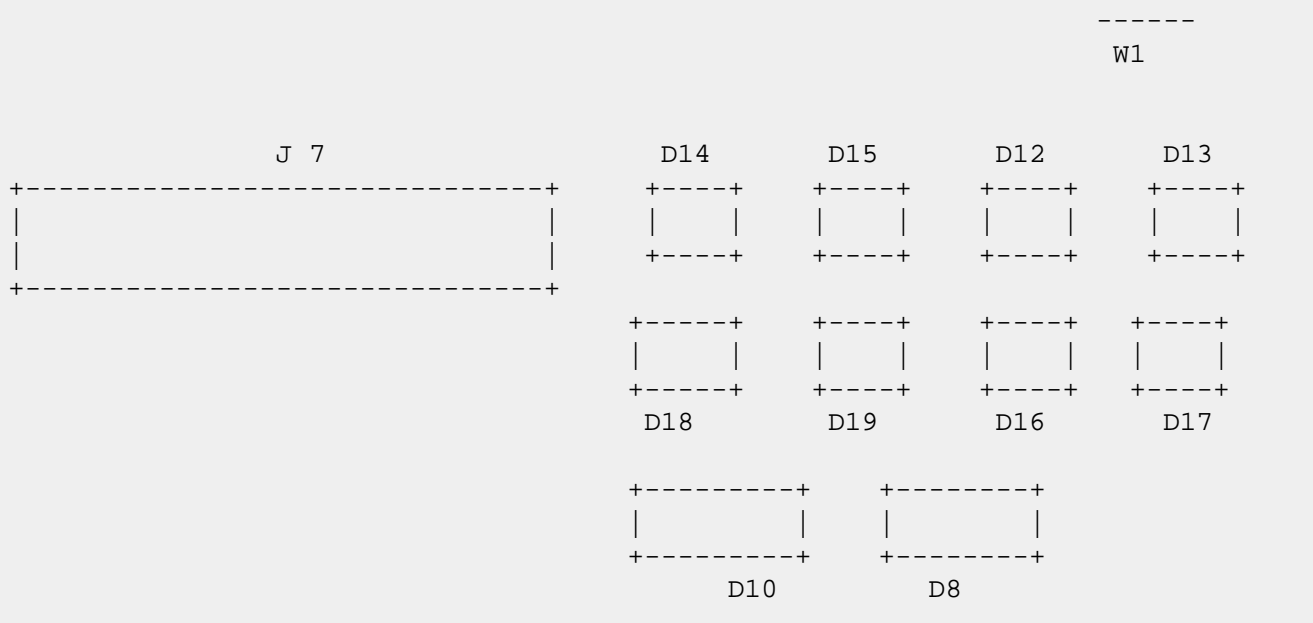 ------
W1
J 7 D14 D15 D12 D13
+-------------------------------+ +----+ +----+ +----+ +----+
| | | | | | | | | |
| | +----+ +----+ +----+ +----+
+-------------------------------+
+-----+ +----+ +----+ +----+
| | | | | | | |
+-----+ +----+ +----+ +----+
D18 D19 D16 D17
+---------+ +--------+
| | | |
+---------+ +--------+
D10 D8